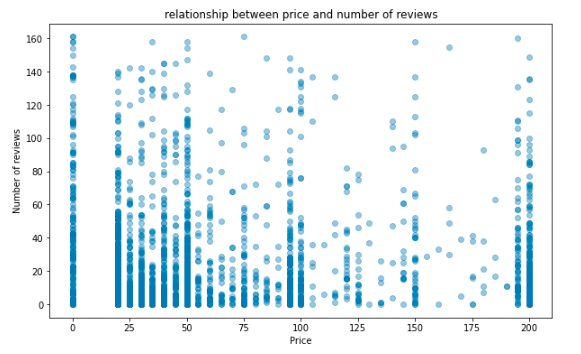 relationship between price and number of reviews
Number of reviews
160
140
120
100
80
60
40
20
0
0 25 50 75 100 125 150 175 200
Price